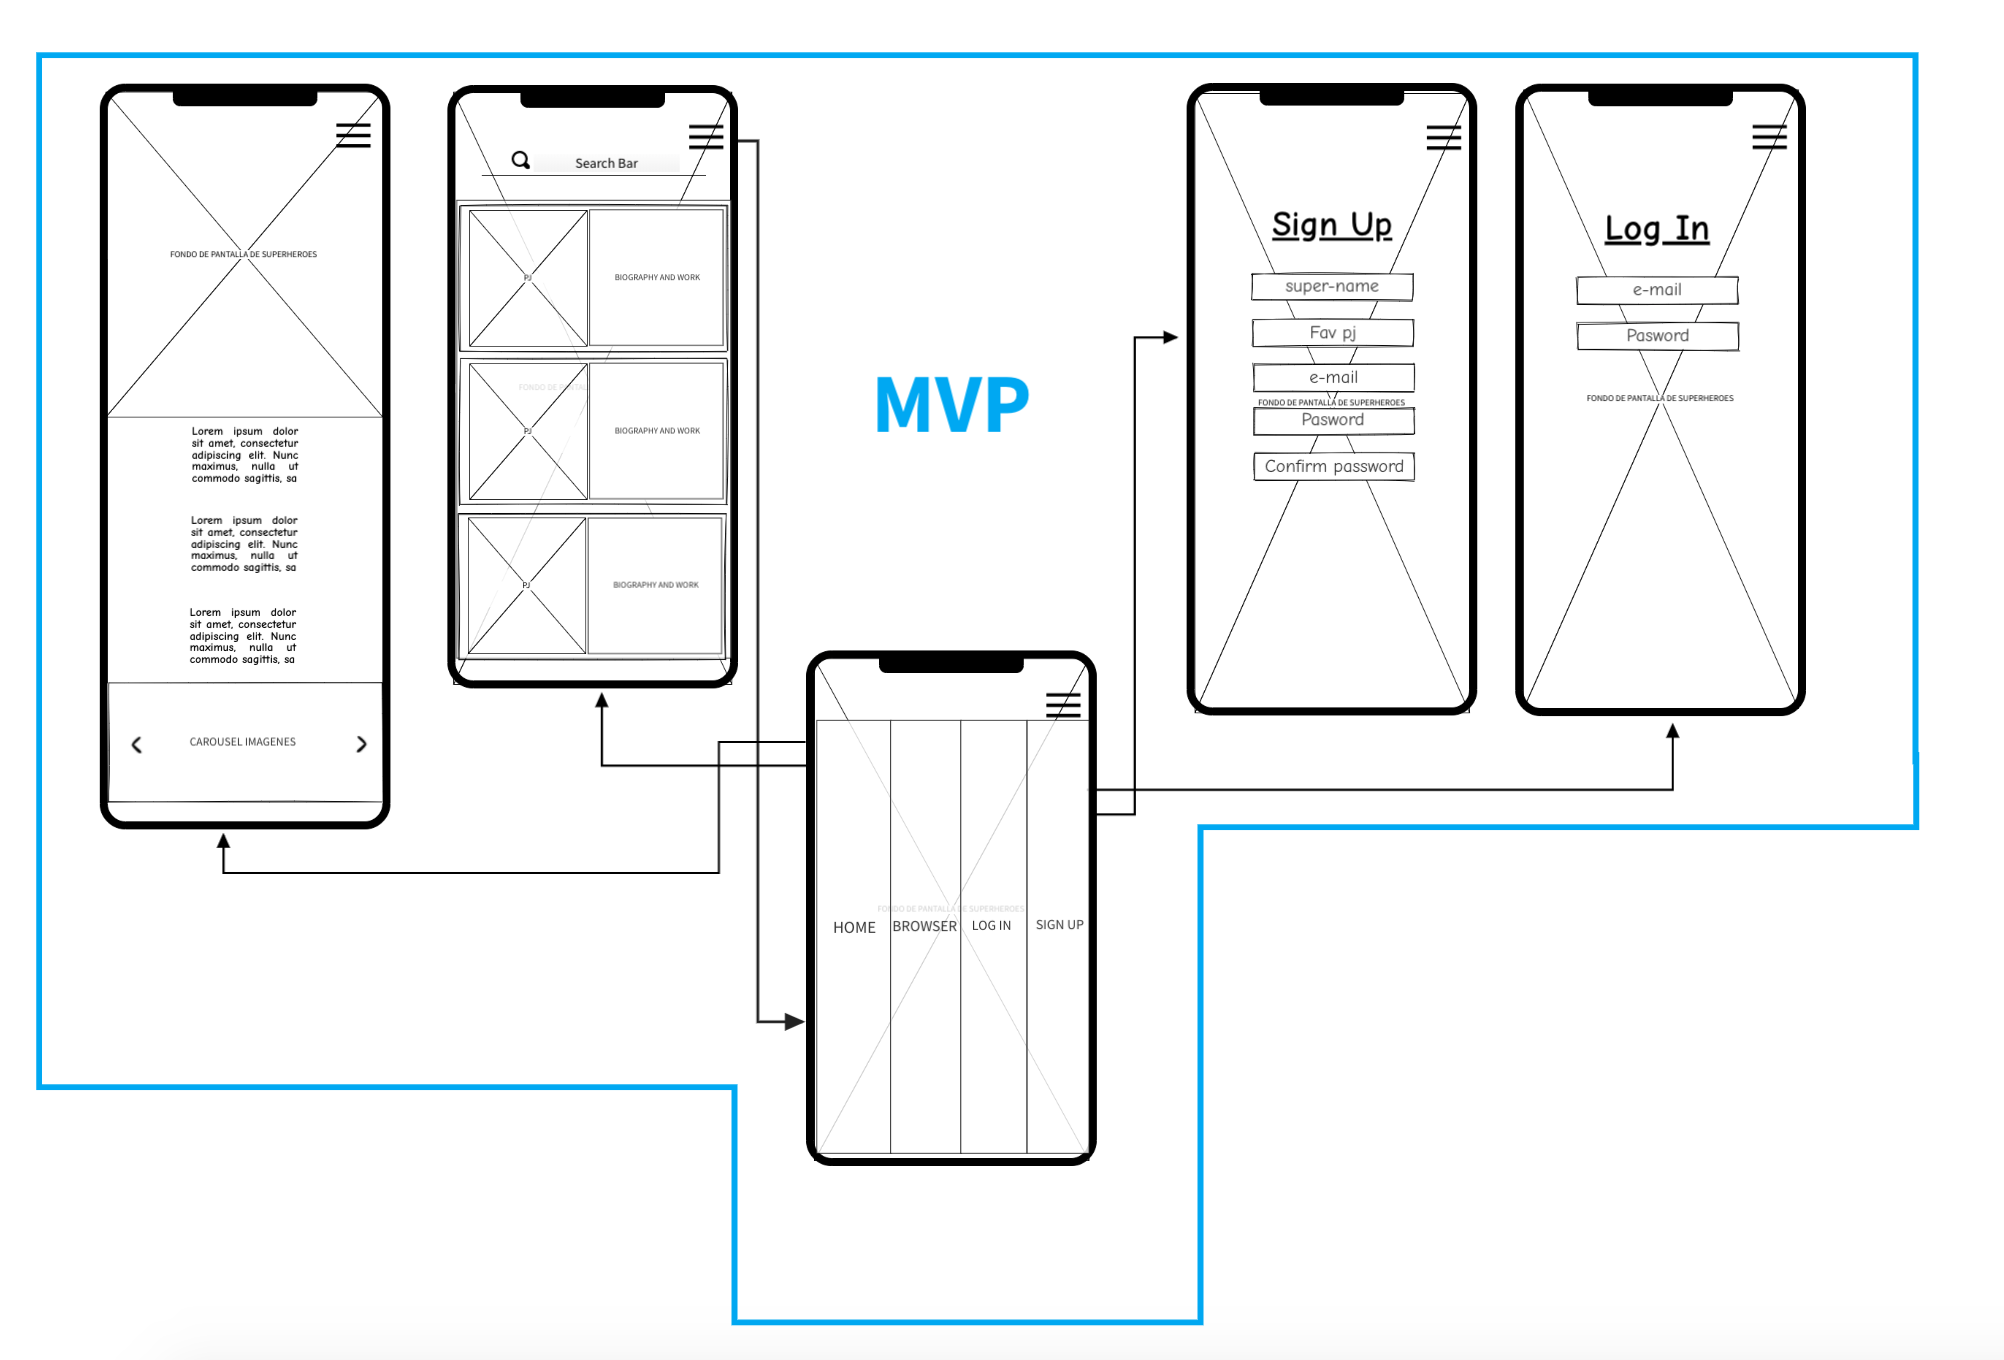 FONDO DE PANTALLA DE SUPERHEROES
Lorem ipsum dolor
sit amet, consectetur
adipiscing elit. Nunc
maximus, nulla ut
commodo sagittis, sa
Lorem ipsum dolor
sit amet, consectetur
adipiscing elit. Nunc
maximus, nulla ut
commodo sagittis, sa
Lorem ipsum dolor
sit amet, consectetur
adipiscing elit. Nunc
maximus, nulla ut
commodo sagittis, sa
CAROUSEL IMAGENES
Search Bar
PJ
BIOGRAPHY AND WORK
FONDO DE PANTAL
PJ
BIOGRAPHY AND WORK
PJ
BIOGRAPHY AND WORK
MVP
FONDO DE PANTALLA DE SUPERHEROES
HOME
BROWSER
LOG IN
SIGN UP
Sign Up
super-name
Fav pj
e-mail
FONDO DE PANTALLA DE SUPERHEROES
Pasword
Confirm password
Log In
e-mail
Pasword
FONDO DE PANTALLA DE SUPERHEROES